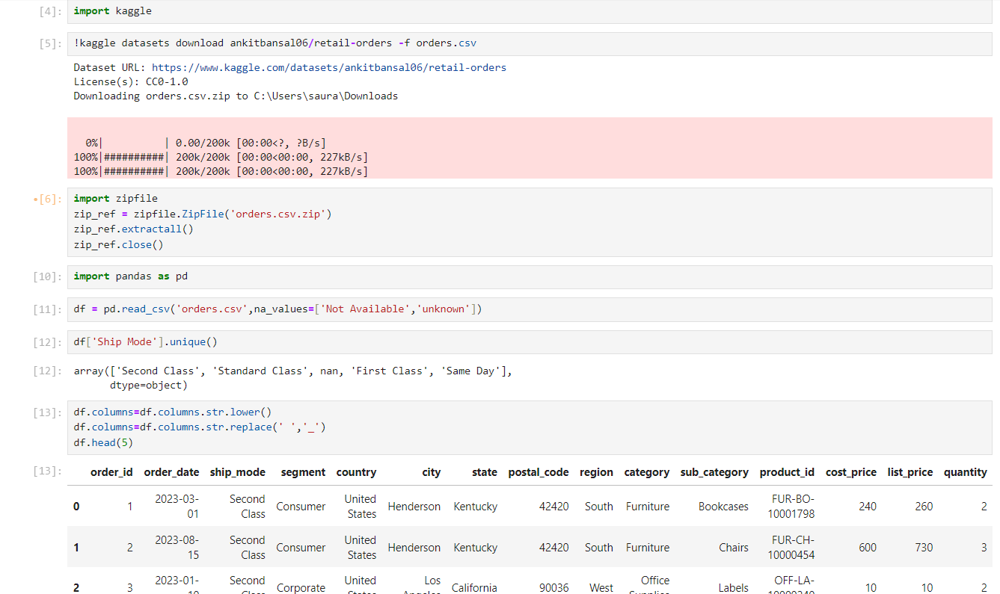 [4]: import kaggle
[5]: !kaggle datasets download ankitbansal06/retail-orders -f orders.csv
Dataset URL: https://www.kaggle.com/datasets/ankitbansal06/retail-orders
License(s): CC0-1.0
Downloading orders.csv.zip to C:\Users\saura\Downloads
0%|          | 0.00/200k [00:00<?, ?B/s]
100%|##########| 200k/200k [00:00<00:00, 227kB/s]
100%|##########| 200k/200k [00:00<00:00, 227kB/s]
•[6]: import zipfile
zip_ref = zipfile.ZipFile('orders.csv.zip')
zip_ref.extractall()
zip_ref.close()
[10]: import pandas as pd
[11]: df = pd.read_csv('orders.csv',na_values=['Not Available','unknown'])
[12]: df['Ship Mode'].unique()
[12]: array(['Second Class', 'Standard Class', nan, 'First Class', 'Same Day'],
dtype=object)
[13]: df.columns=df.columns.str.lower()
df.columns=df.columns.str.replace(' ','_')
df.head(5)
[13]: order_id order_date ship_mode segment country city state postal_code region category sub_category product_id cost_price list_price quantity
2023-03- Second United FUR-BO-
0 1 Consumer Henderson Kentucky 42420 South Furniture Bookcases 240 260 2
01 Class States 10001798
2023-08- Second United FUR-CH-
1 2 Consumer Henderson Kentucky 42420 South Furniture Chairs 600 730 3
15 Class States 10000454
2023-01- Second United Los Office OFF-LA-
2 3 Corporate California 90036 West Labels 10 10 2